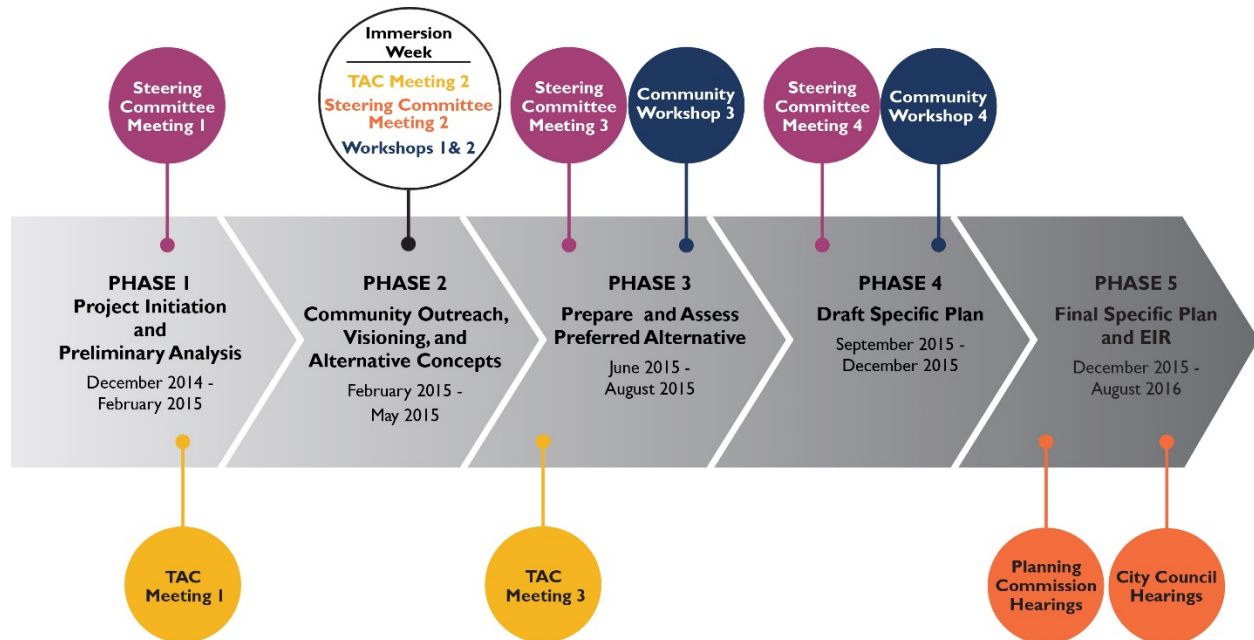 Steering
Committee
Meeting 1
Immersion
Week
TAC Meeting 2
Steering Committee
Meeting 2
Workshops 1& 2
Steering
Committee
Meeting 3
Community
Workshop 3
Steering
Committee
Meeting 4
Community
Workshop 4
PHASE 1
Project Initiation
and
Preliminary Analysis
December 2014 -
February 2015
PHASE 2
Community Outreach,
Visioning, and
Alternative Concepts
February 2015 -
May 2015
PHASE 3
Prepare and Assess
Preferred Alternative
June 2015 -
August 2015
PHASE 4
Draft Specific Plan
September 2015 -
December 2015
PHASE 5
Final Specific Plan
and EIR
December 2015 -
August 2016
TAC
Meeting 1
TAC
Meeting 3
Planning
Commission
Hearings
City Council
Hearings